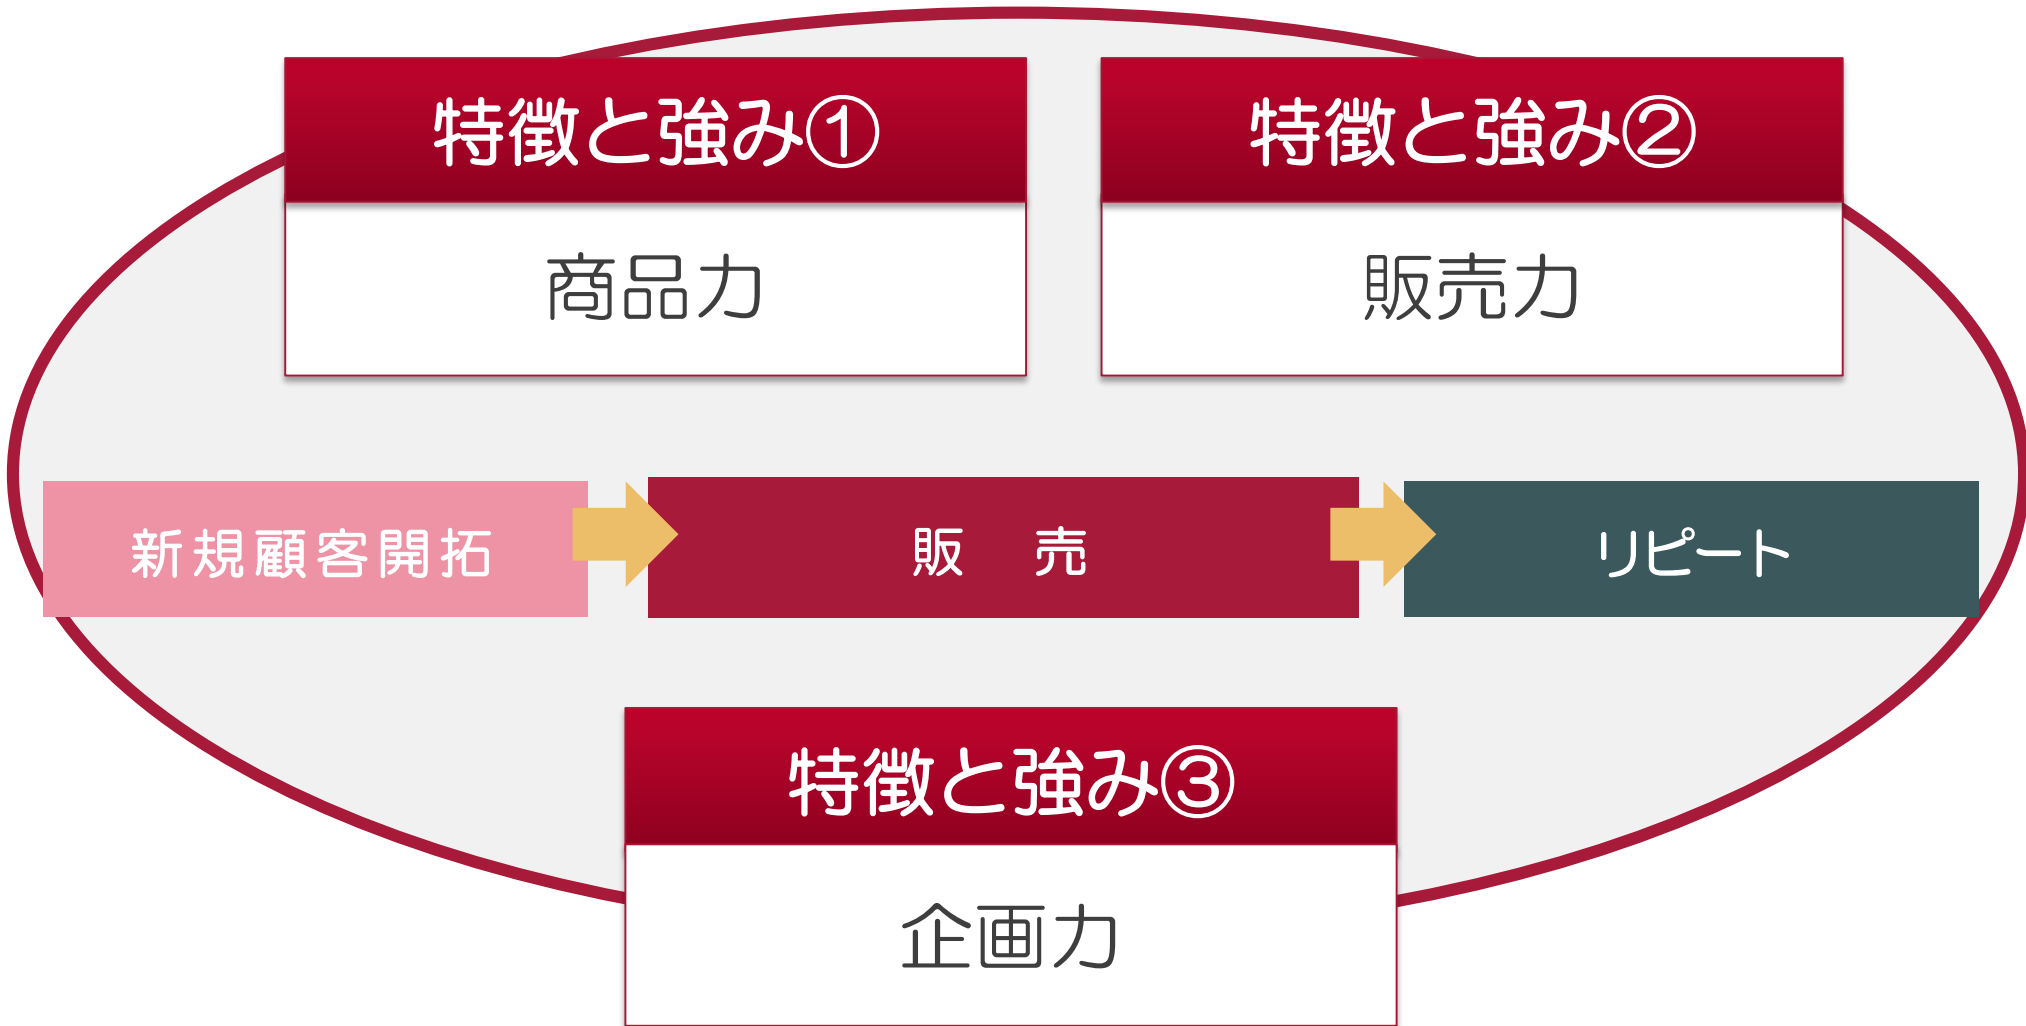 特徴と強み①
商品力
特徴と強み②
販売力
新規顧客開拓
販　売
リピート
特徴と強み③
企画力